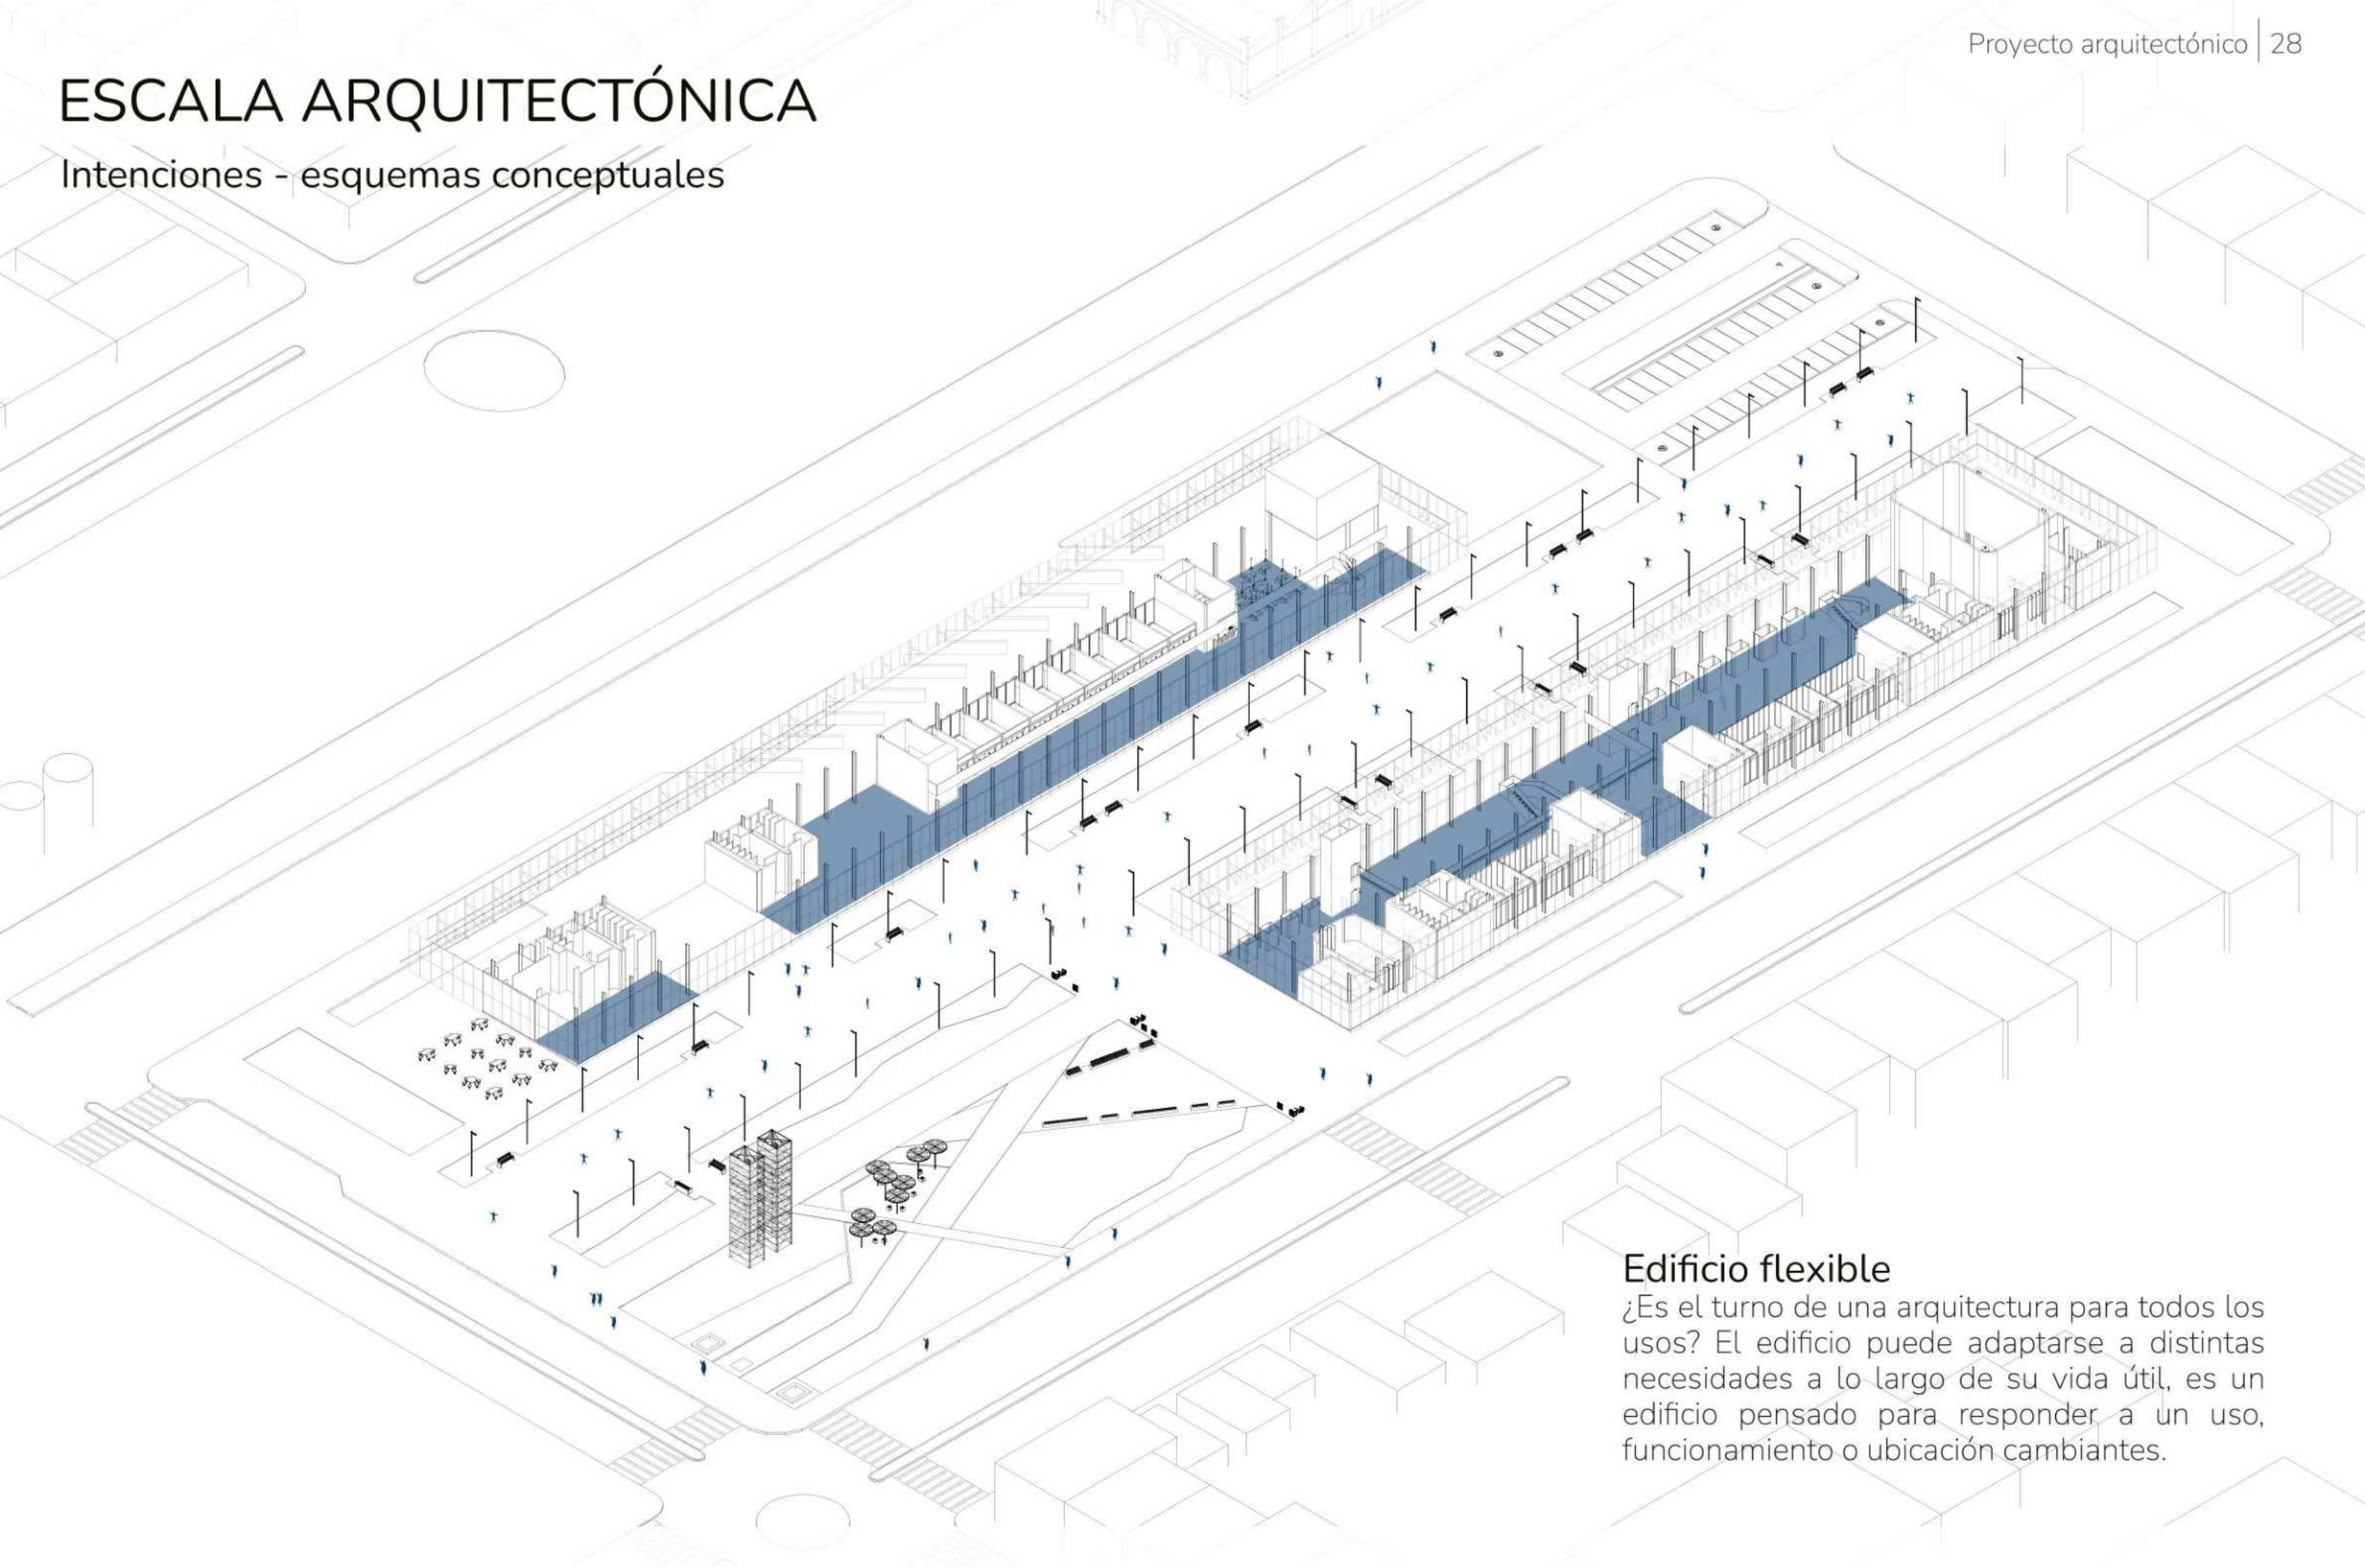 Proyecto arquitectónico 28
ESCALA ARQUITECTÓNICA
Intenciones - esquemas conceptuales
Edificio flexible
¿Es el turno de una arquitectura para todos los
usos? El edificio puede adaptarse a distintas
necesidades a lo largo de su vida útil, es un
edificio pensado para responder a un uso,
funcionamiento o ubicación cambiantes.